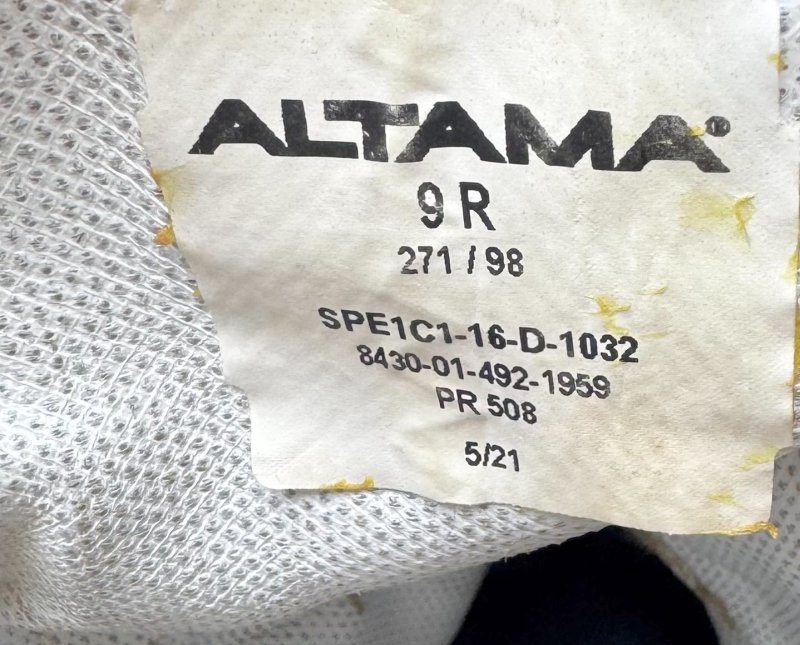 ALTAMA®
9 R
271 / 98
SPE1C1-16-D-1032
8430-01-492-1959
PR 508
5/21